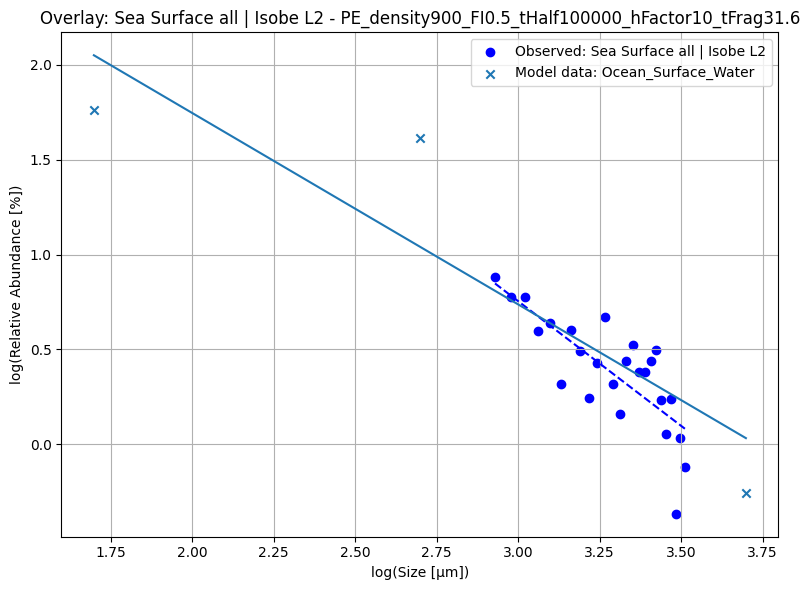 Overlay: Sea Surface all | Isobe L2 - PE_density900_FI0.5_tHalf100000_hFactor10_tFrag31.6
Observed: Sea Surface all | Isobe L2
Model data: Ocean_Surface_Water
log(Relative Abundance [%])
2.0
1.5
1.0
0.5
0.0
1.75 2.00 2.25 2.50 2.75 3.00 3.25 3.50 3.75
log(Size [μm])